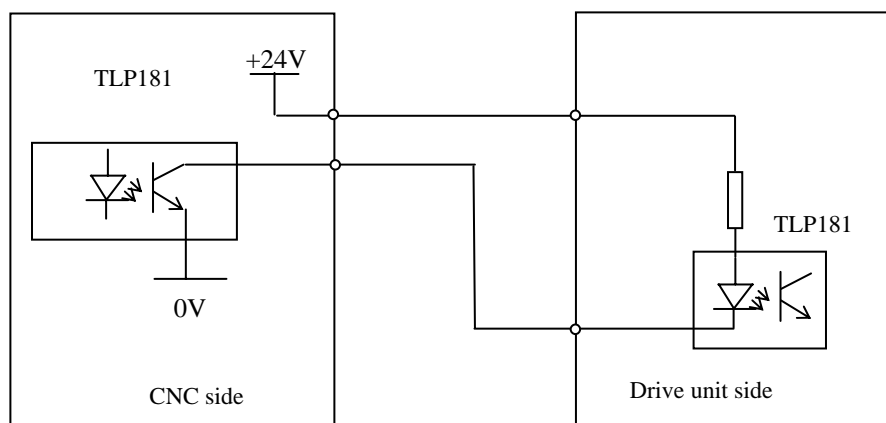 +24V
TLP181
TLP181
0V
CNC side
Drive unit side